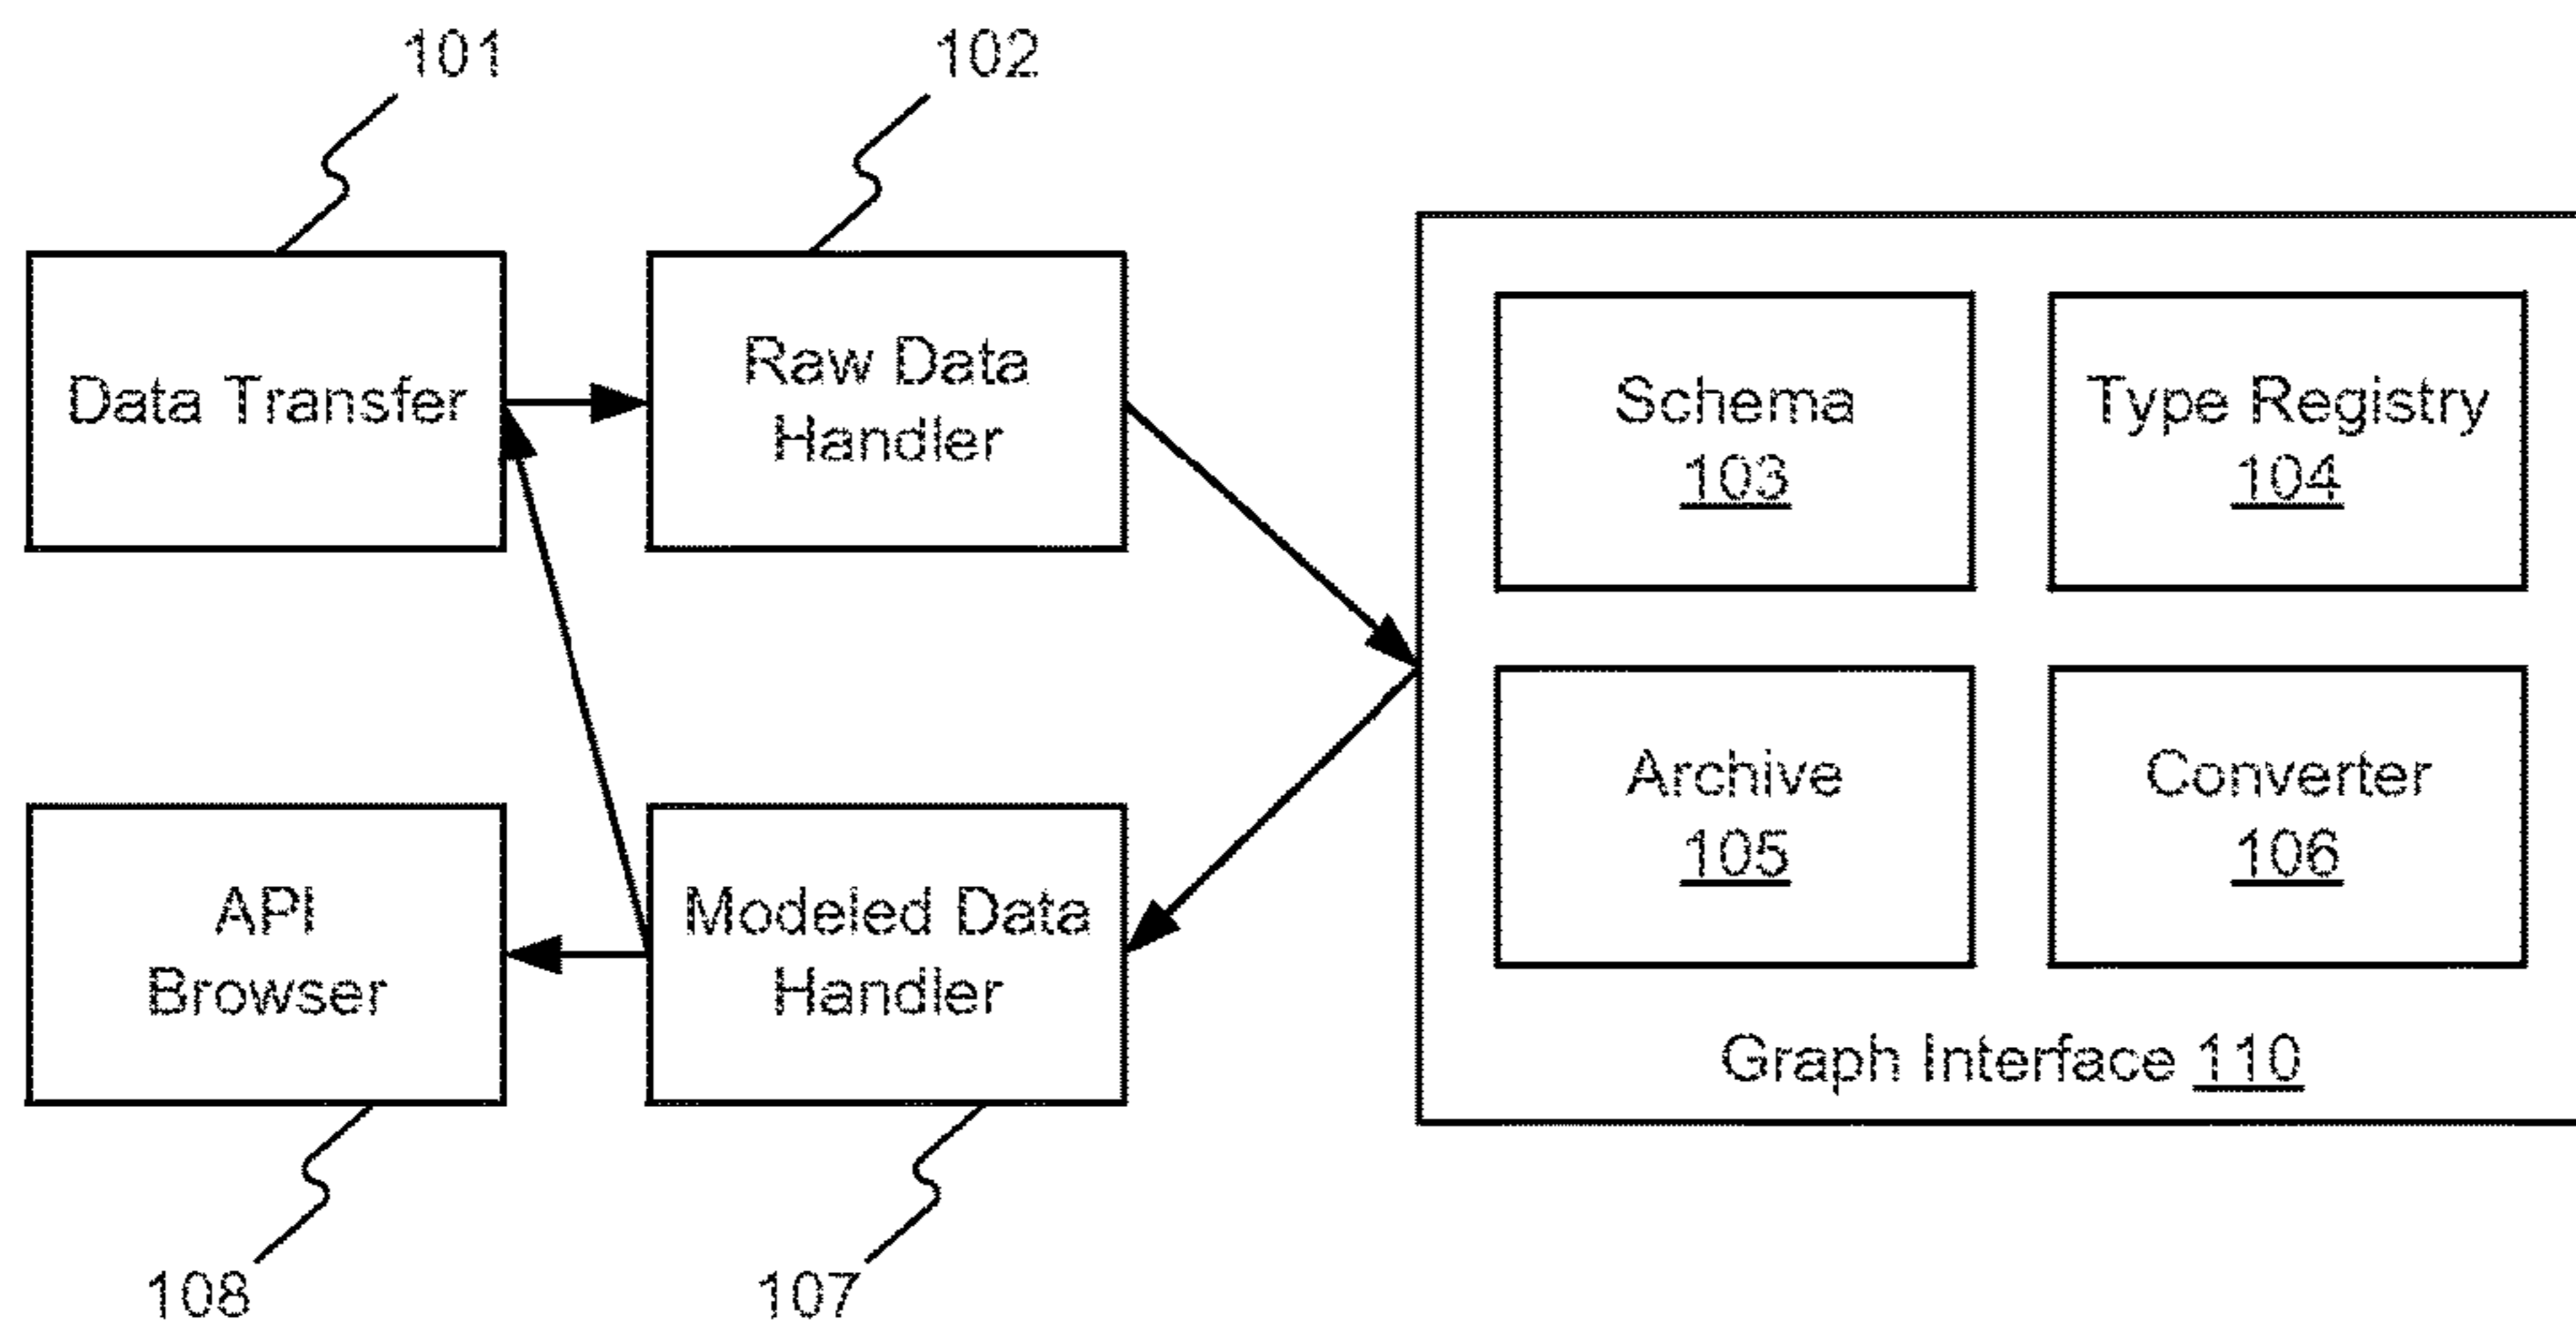 101
102
Data Transfer
Raw Data
Handler
Schema
103
Type Registry
104
Archive
105
Converter
106
API
Browser
Modeled Data
Handler
Graph Interface 110
108
107